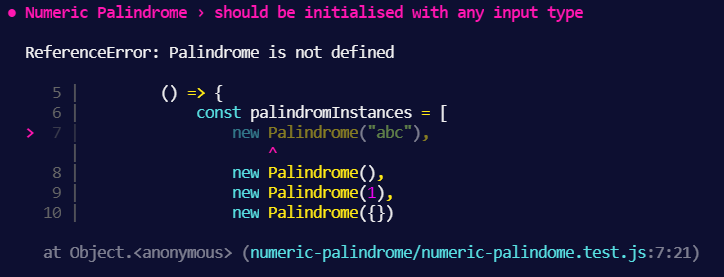 ● Numeric Palindrome › should be initialised with any input type
ReferenceError: Palindrome is not defined
5 | () => {
6 | const palindromInstances = [
> 7 | new Palindrome("abc"),
| ^
8 | new Palindrome(),
9 | new Palindrome(1),
10 | new Palindrome({})
at Object.<anonymous> (numeric-palindrome/numeric-palindome.test.js:7:21)